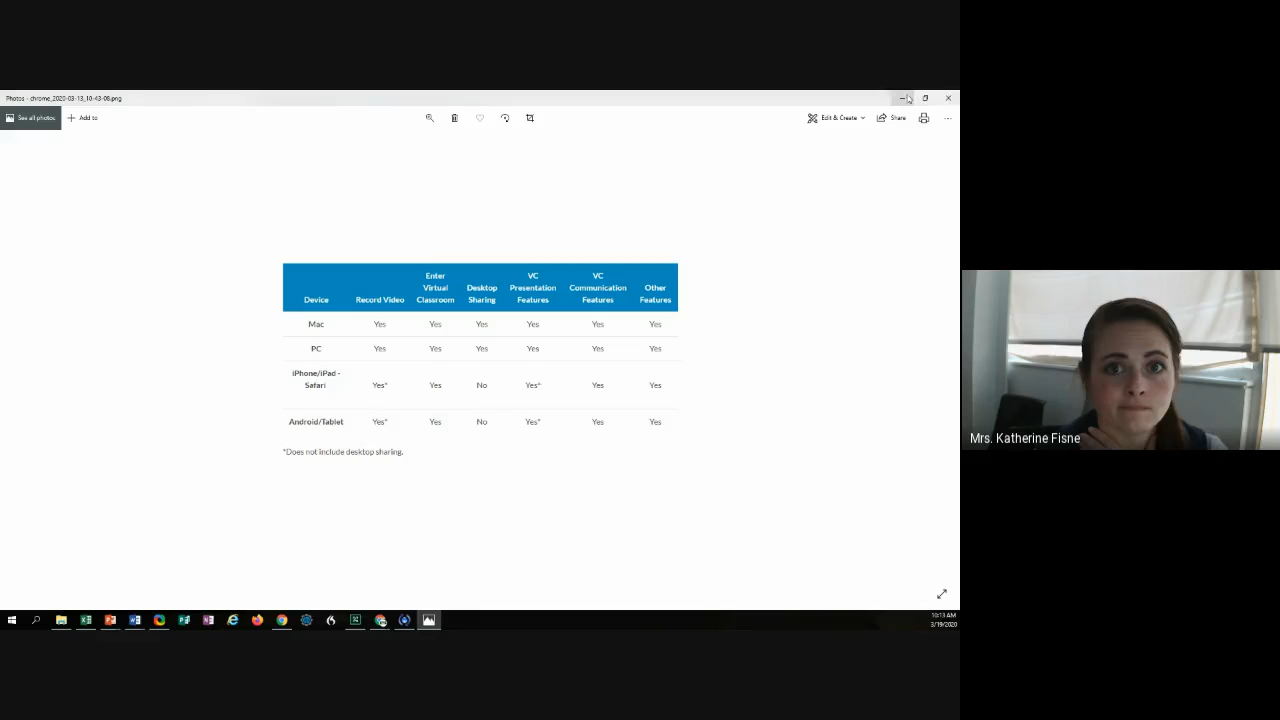 Photos - chrome_2020-03-13_10-43-08.png
See all photos
Add to
Edit & Create
Share
Device Record Video Enter Virtual Classroom Desktop Sharing VC Presentation Features VC Communication Features Other Features
Mac Yes Yes Yes Yes Yes Yes
PC Yes Yes Yes Yes Yes Yes
iPhone/iPad - Safari Yes* Yes No Yes* Yes Yes
Android/Tablet Yes* Yes No Yes* Yes Yes
*Does not include desktop sharing.
Mrs. Katherine Fisne
10:13 AM
3/19/2020